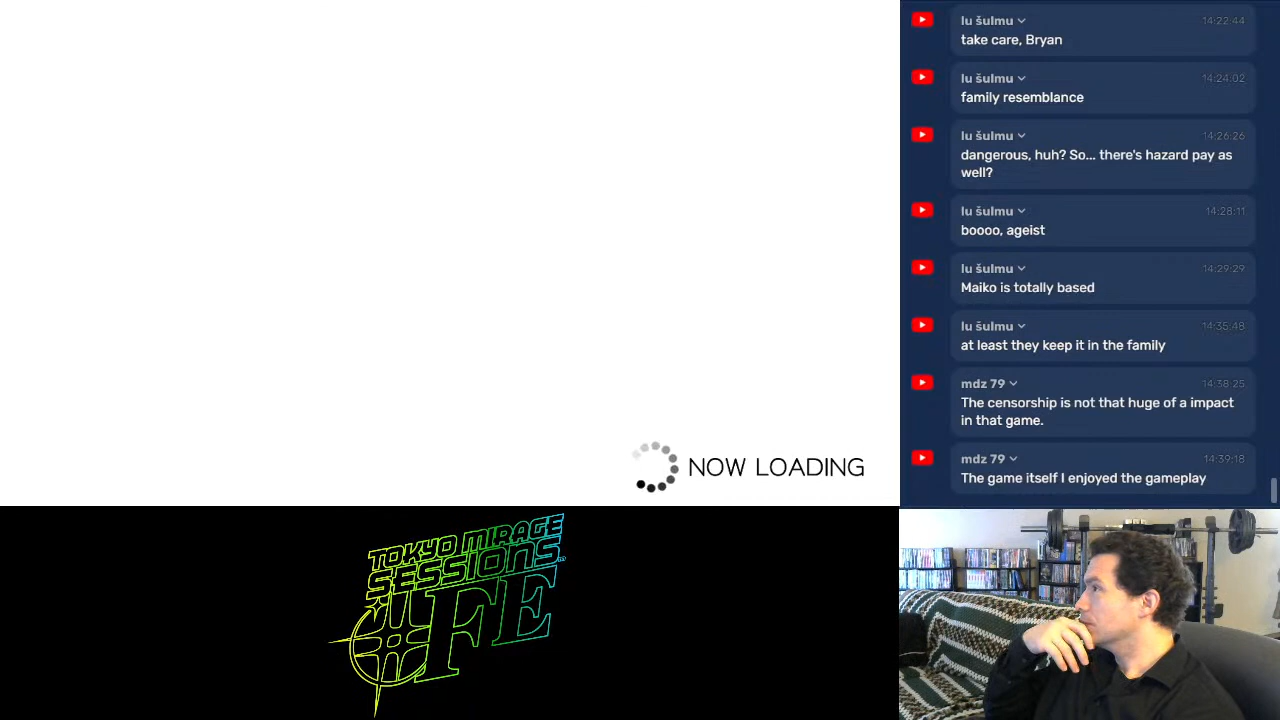 lu šulmu
14:22:44
take care, Bryan
lu šulmu
14:24:02
family resemblance
lu šulmu
14:26:26
dangerous, huh? So... there's hazard pay as
well?
lu šulmu
14:28:11
boooo, ageist
lu šulmu
14:29:29
Maiko is totally based
lu šulmu
14:35:48
at least they keep it in the family
mdz 79
14:38:25
The censorship is not that huge of a impact
in that game.
mdz 79
14:39:18
The game itself I enjoyed the gameplay
NOW LOADING
TOKYO MIRAGE
SESSIONS
#FE